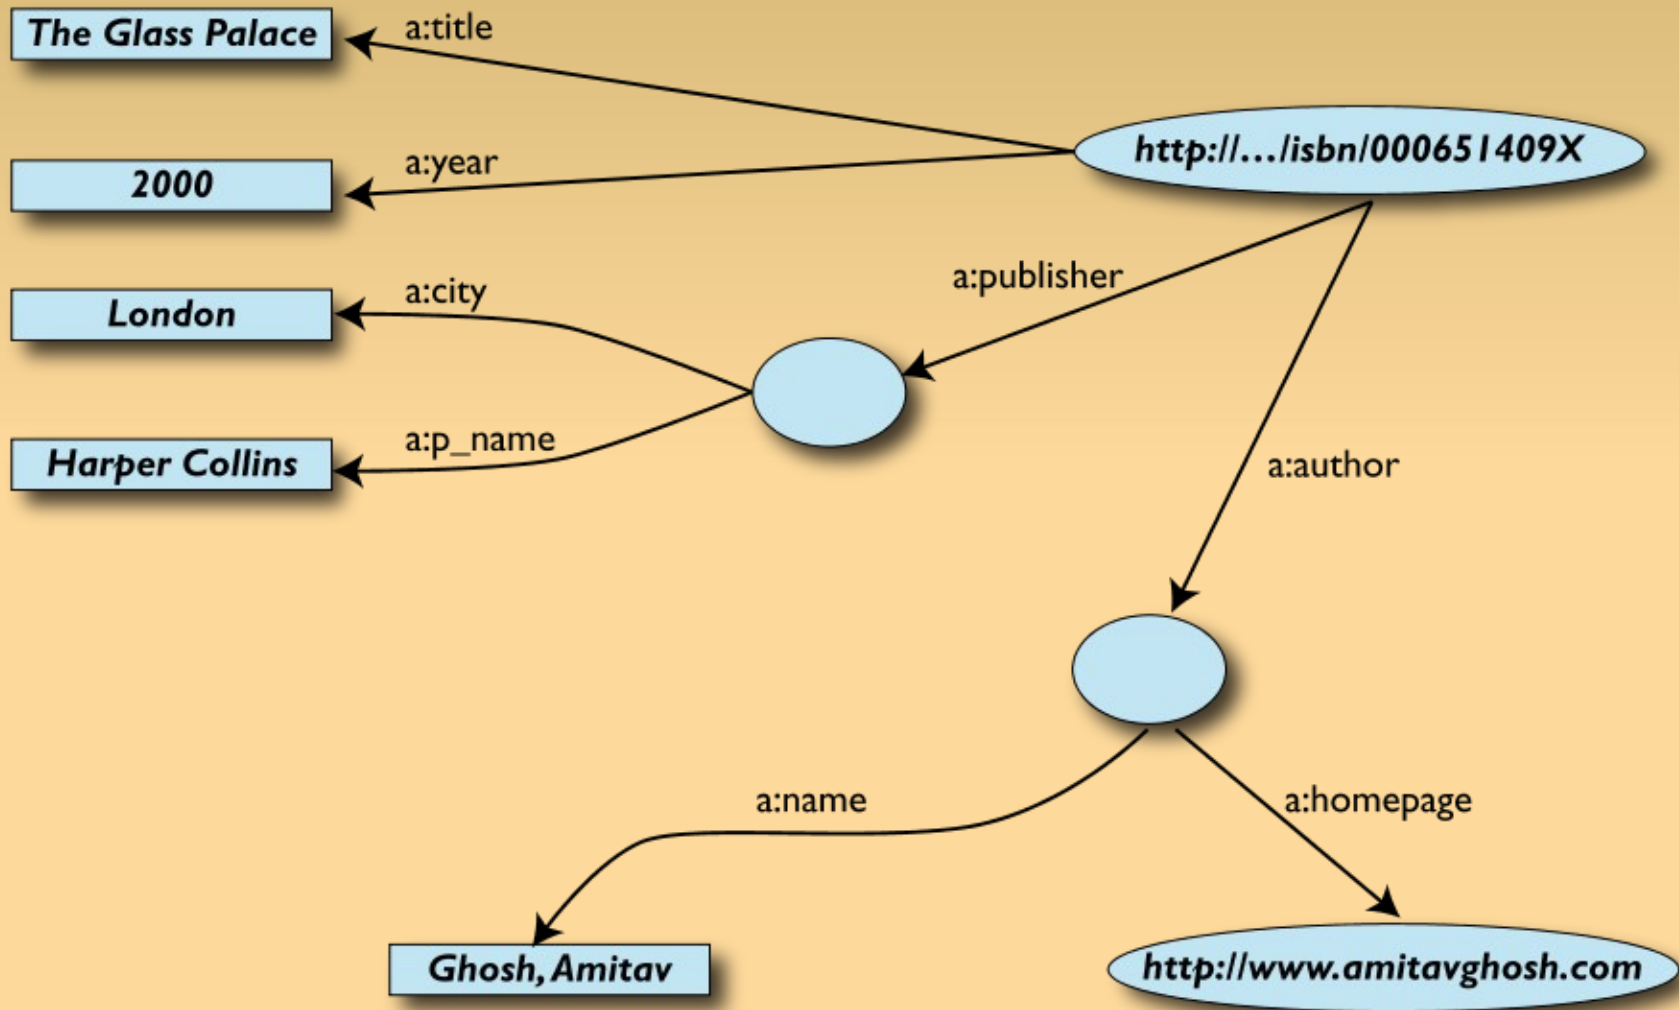 The Glass Palace
a:title
http://…/isbn/000651409X
a:year
2000
a:publisher
a:city
London
a:p_name
Harper Collins
a:author
a:name
a:homepage
Ghosh, Amitav
http://www.amitavghosh.com